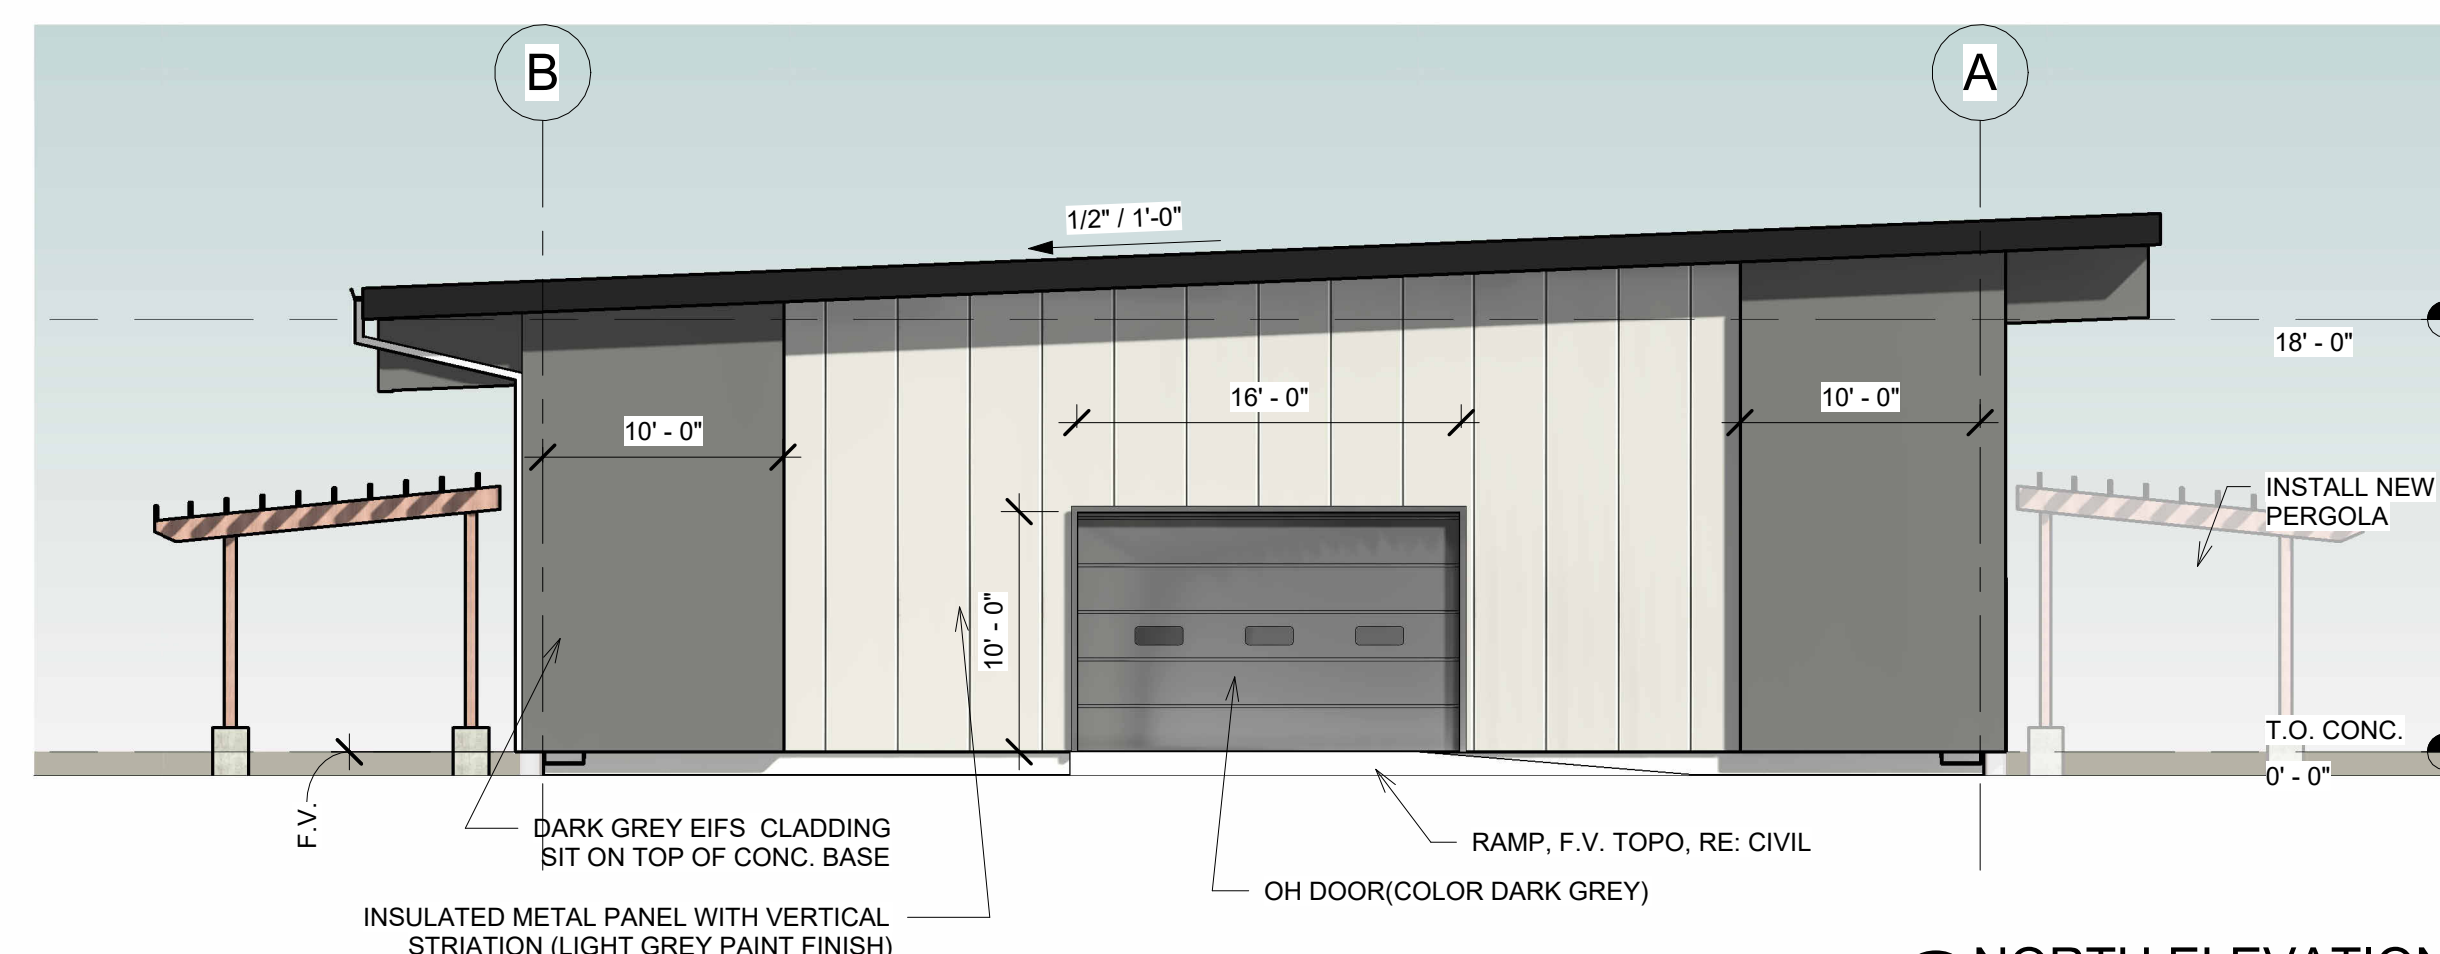 B
A
1/2" / 1'-0"
18' - 0"
16' - 0"
10' - 0"
10' - 0"
INSTALL NEW
PERGOLA
10' - 0"
T.O. CONC.
0' - 0"
F.V.
DARK GREY EIFS  CLADDING
SIT ON TOP OF CONC. BASE
RAMP, F.V. TOPO, RE: CIVIL
OH DOOR(COLOR DARK GREY)
INSULATED METAL PANEL WITH VERTICAL
STRIATION (LIGHT GREY PAINT FINISH)
NORTH ELEVATION